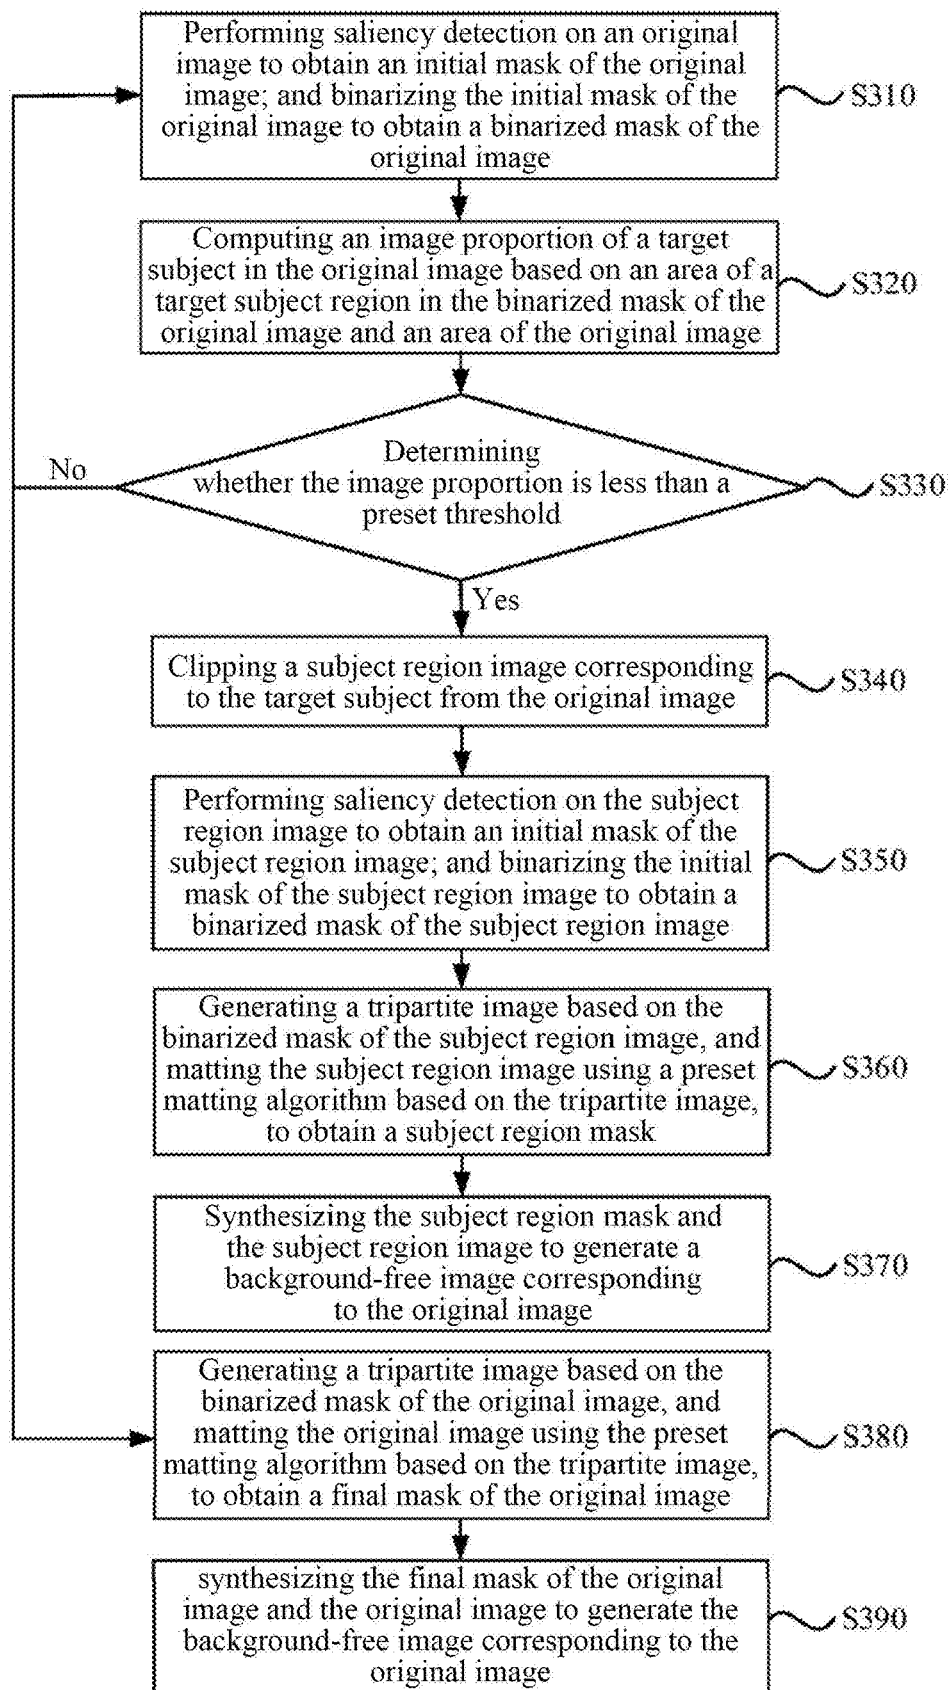 Performing saliency detection on an original
image to obtain an initial mask of the original
image; and binarizing the initial mask of the
original image to obtain a binarized mask of the
original image
S310
Computing an image proportion of a target
subject in the original image based on an area of a
target subject region in the binarized mask of the
original image and an area of the original image
S320
Determining
whether the image proportion is less than a
preset threshold
S330
No
Yes
Clipping a subject region image corresponding
to the target subject from the original image
S340
Performing saliency detection on the subject
region image to obtain an initial mask of the
subject region image; and binarizing the initial
mask of the subject region image to obtain a
binarized mask of the subject region image
S350
Generating a tripartite image based on the
binarized mask of the subject region image, and
matting the subject region image using a preset
matting algorithm based on the tripartite image,
to obtain a subject region mask
S360
Synthesizing the subject region mask and
the subject region image to generate a
background-free image corresponding
to the original image
S370
Generating a tripartite image based on the
binarized mask of the original image, and
matting the original image using the preset
matting algorithm based on the tripartite image,
to obtain a final mask of the original image
S380
synthesizing the final mask of the original
image and the original image to generate the
background-free image corresponding to the
original image
S390